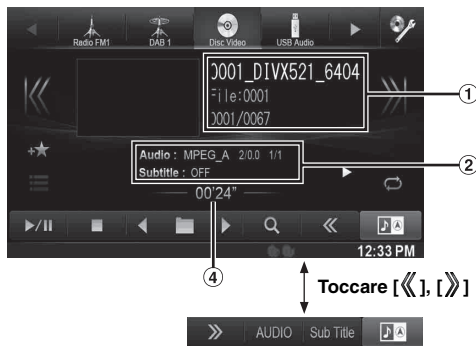 Radio FM1 DAB 1 Disc Video USB Audio
0001_DIVX521_6404
File:0001
0001/0067
1
Audio : MPEG_A 2/0.0 1/1
Subtitle : OFF
2
00'24"
12:33 PM
4
Toccare [《], [》]
AUDIO Sub Title